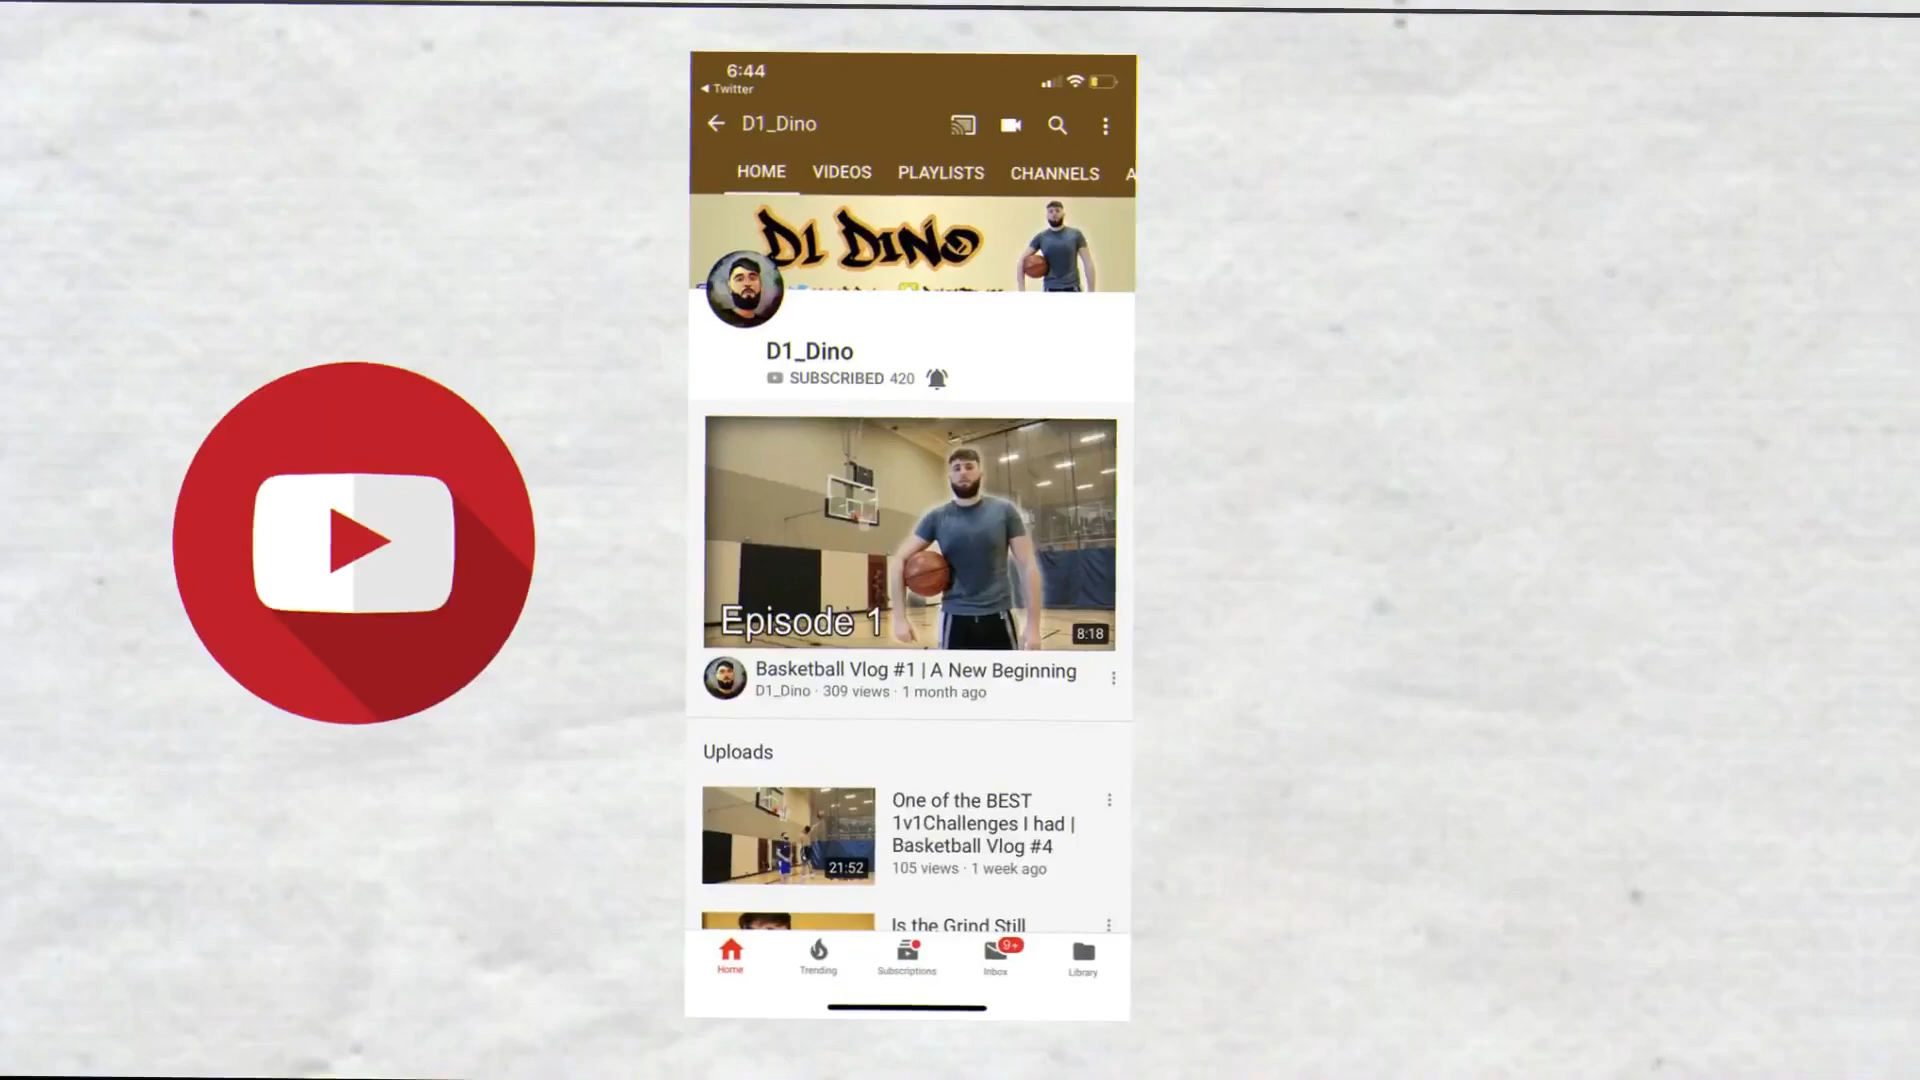 6:44
Twitter
D1_Dino
HOME VIDEOS PLAYLISTS CHANNELS A
D1 DINO
D1_Dino
SUBSCRIBED 420
Episode 1
8:18
Basketball Vlog #1 | A New Beginning
D1_Dino · 309 views · 1 month ago
Uploads
One of the BEST
1v1Challenges I had |
Basketball Vlog #4
21:52
105 views · 1 week ago
Is the Grind Still
9+
Home Trending Subscriptions Inbox Library